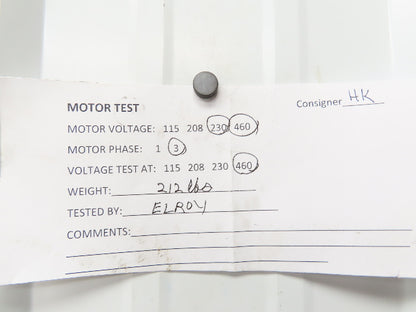 MOTOR TEST
Consigner HK
MOTOR VOLTAGE: 115 208 230 460
MOTOR PHASE: 1 3
VOLTAGE TEST AT: 115 208 230 460
WEIGHT: 212 lbs
TESTED BY: ELROY
COMMENTS: